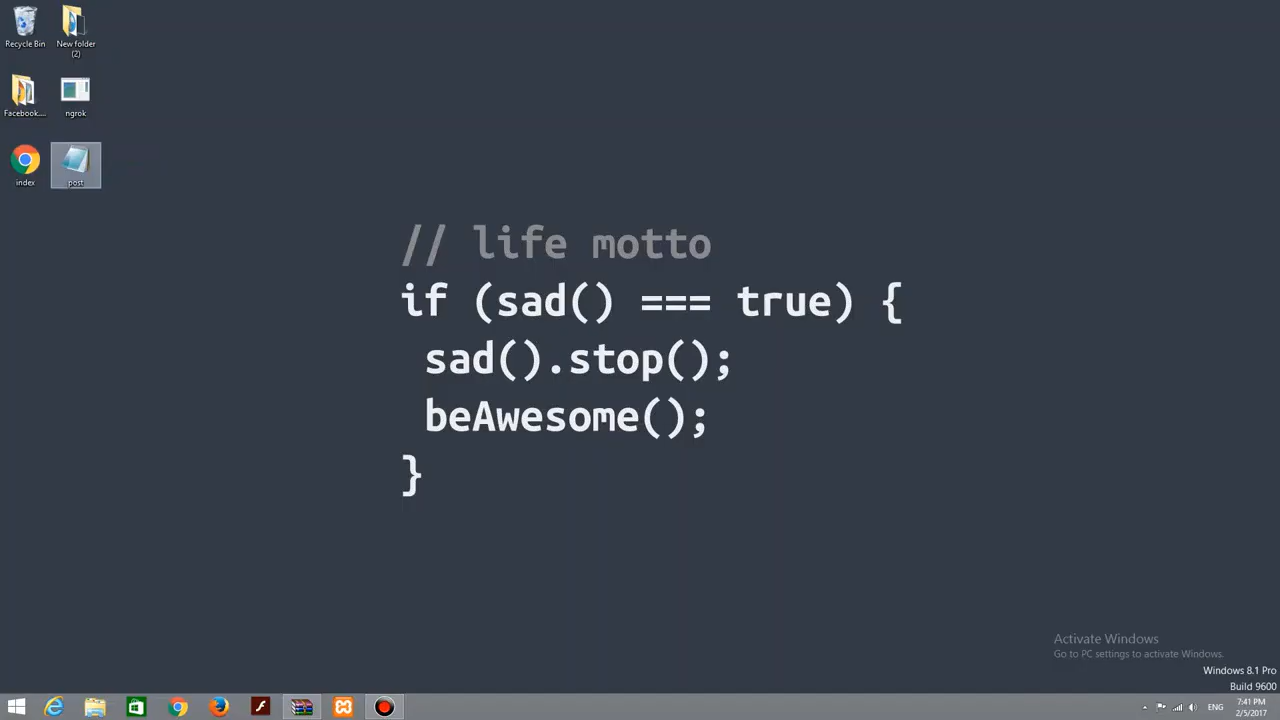 Recycle Bin
New folder
(2)
Facebook....
ngrok
index
post
// life motto
if (sad() === true) {
sad().stop();
beAwesome();
}
Activate Windows
Go to PC settings to activate Windows.
Windows 8.1 Pro
Build 9600
ENG
7:41 PM
2/5/2017